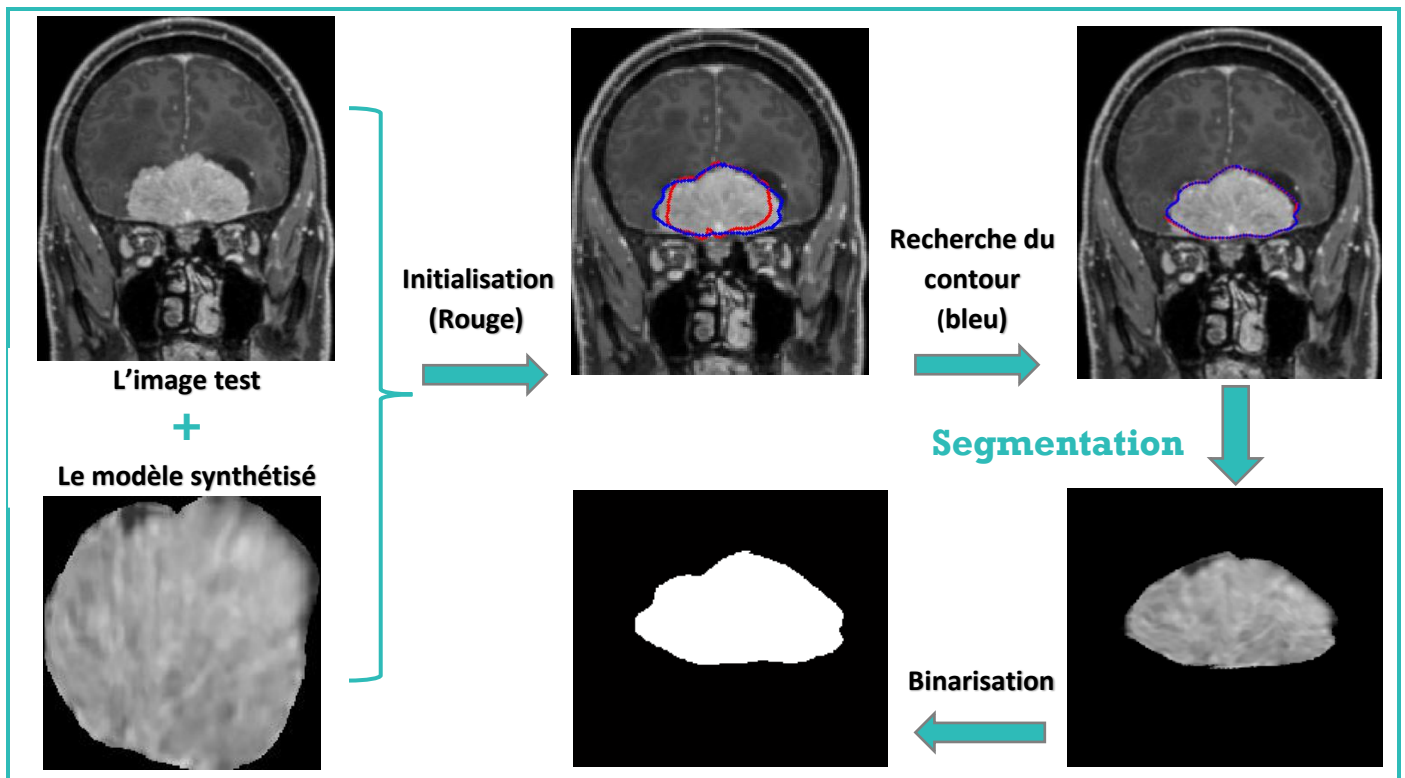 L'image test
+
Le modèle synthétisé
Initialisation
(Rouge)
Recherche du
contour
(bleu)
Segmentation
Binarisation